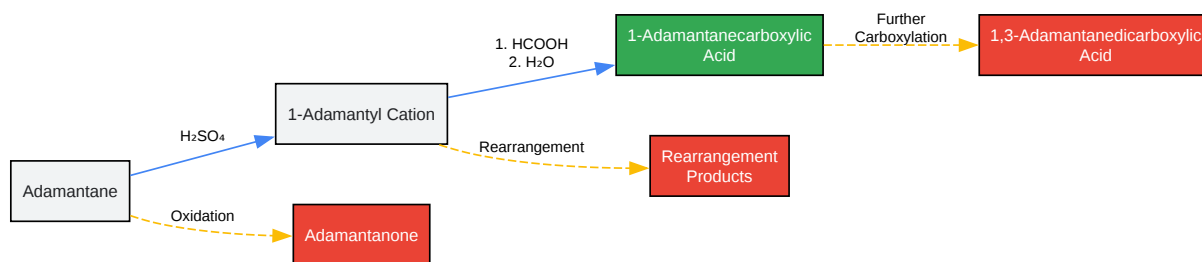 Adamantane
H₂SO₄
1-Adamantyl Cation
1. HCOOH
2. H₂O
1-Adamantanecarboxylic
Acid
Further
Carboxylation
1,3-Adamantanedicarboxylic
Acid
Rearrangement
Rearrangement
Products
Oxidation
Adamantanone